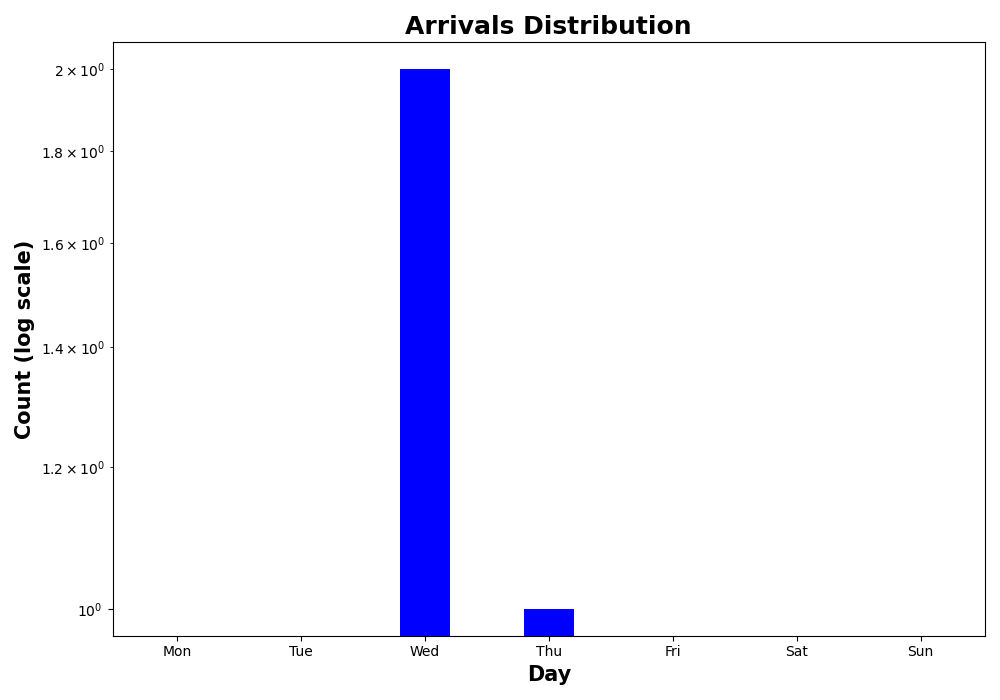 Arrivals Distribution
Count (log scale)
2 × 10⁰
1.8 × 10⁰
1.6 × 10⁰
1.4 × 10⁰
1.2 × 10⁰
10⁰
Mon Tue Wed Thu Fri Sat Sun
Day